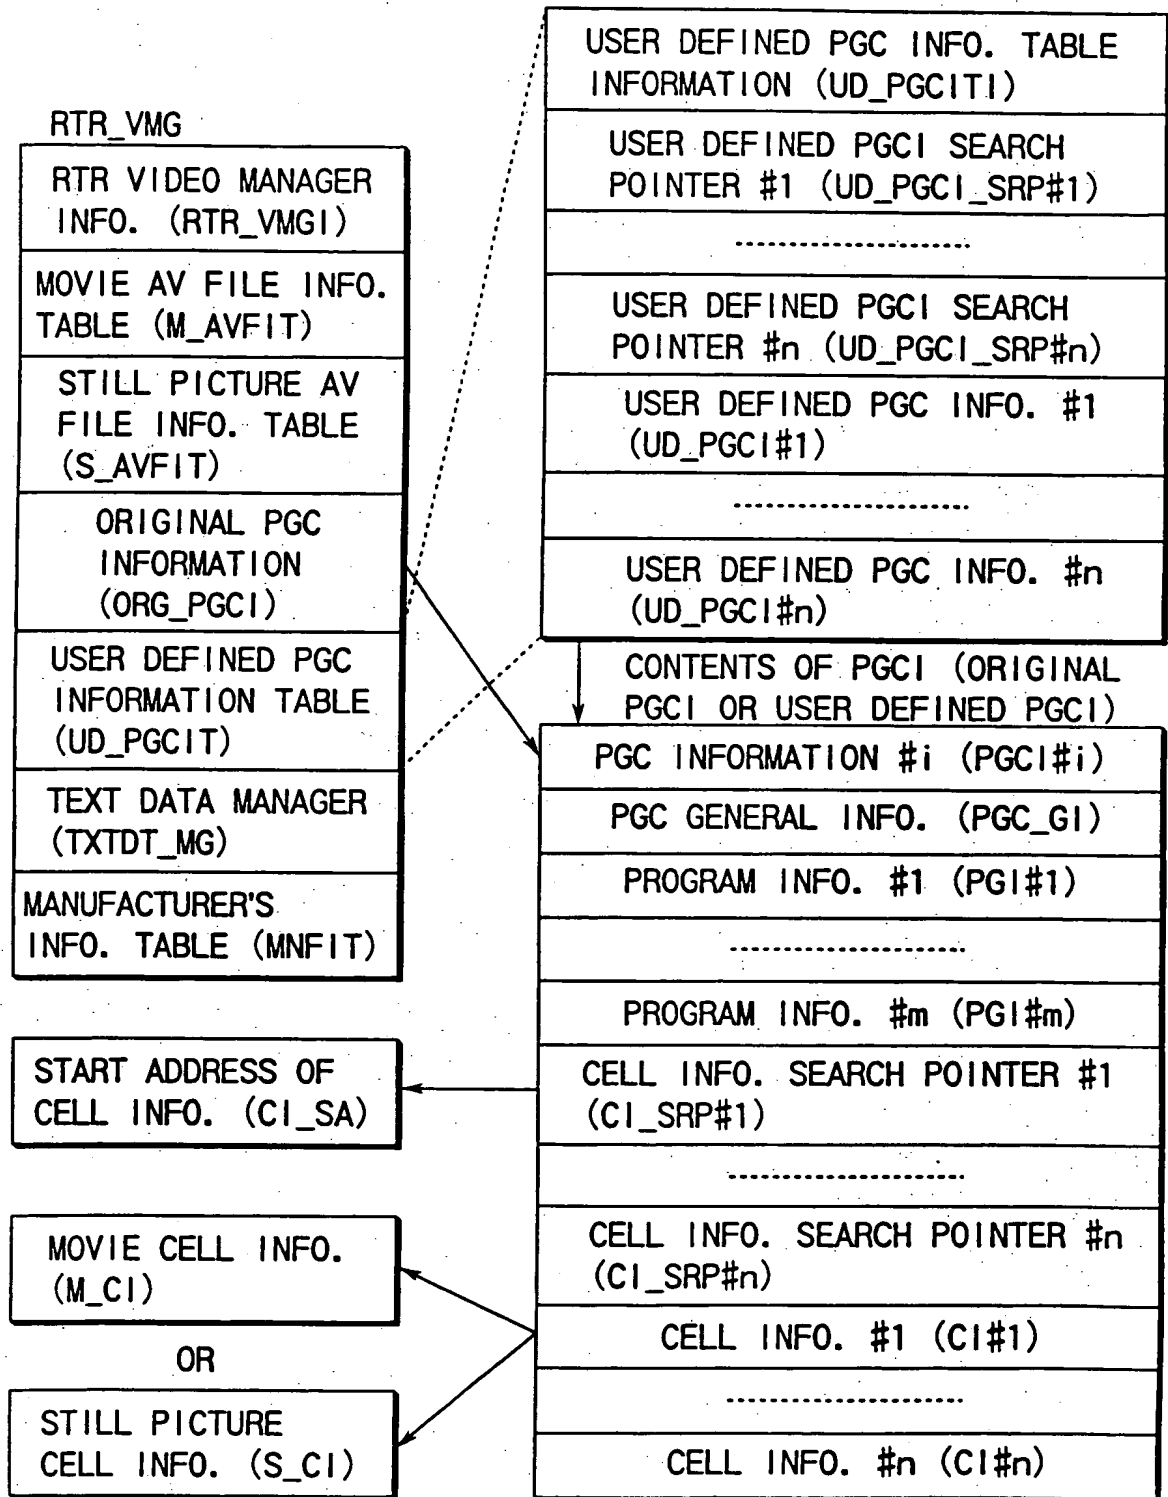 RTR_VMG
RTR VIDEO MANAGER
INFO. (RTR_VMGI)
MOVIE AV FILE INFO.
TABLE (M_AVFIT)
STILL PICTURE AV
FILE INFO. TABLE
(S_AVFIT)
ORIGINAL PGC
INFORMATION
(ORG_PGCI)
USER DEFINED PGC
INFORMATION TABLE
(UD_PGCIT)
TEXT DATA MANAGER
(TXTDT_MG)
MANUFACTURER'S
INFO. TABLE (MNFIT)
USER DEFINED PGC INFO. TABLE
INFORMATION (UD_PGCITI)
USER DEFINED PGCI SEARCH
POINTER #1 (UD_PGCI_SRP#1)
USER DEFINED PGCI SEARCH
POINTER #n (UD_PGCI_SRP#n)
USER DEFINED PGC INFO. #1
(UD_PGCI#1)
USER DEFINED PGC INFO. #n
(UD_PGCI#n)
CONTENTS OF PGCI (ORIGINAL
PGCI OR USER DEFINED PGCI)
PGC INFORMATION #i (PGCI#i)
PGC GENERAL INFO. (PGC_GI)
PROGRAM INFO. #1 (PGI#1)
PROGRAM INFO. #m (PGI#m)
CELL INFO. SEARCH POINTER #1
(CI_SRP#1)
CELL INFO. SEARCH POINTER #n
(CI_SRP#n)
CELL INFO. #1 (CI#1)
CELL INFO. #n (CI#n)
START ADDRESS OF
CELL INFO. (CI_SA)
MOVIE CELL INFO.
(M_CI)
OR
STILL PICTURE
CELL INFO. (S_CI)